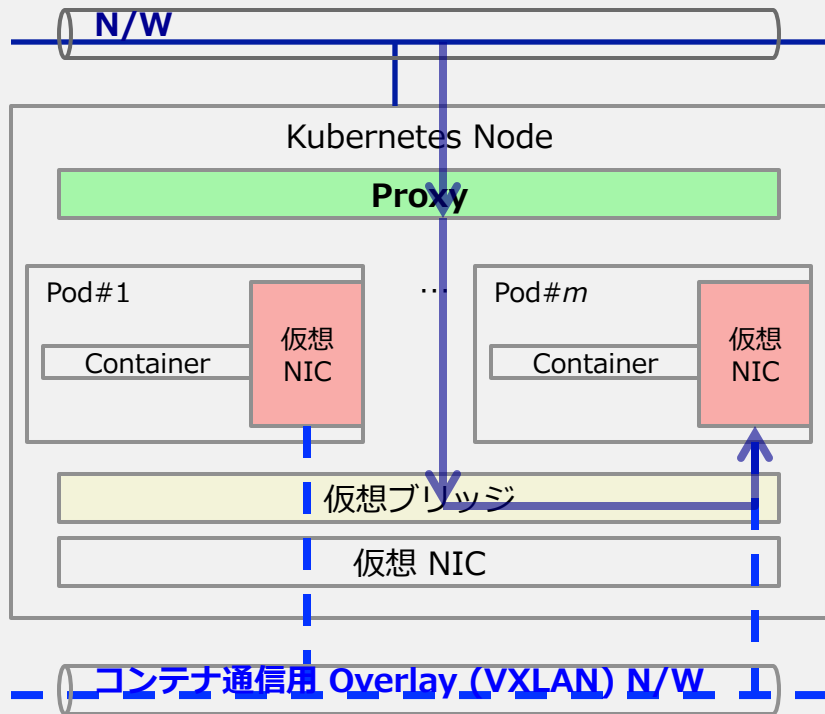 N/W
Kubernetes Node
Proxy
Pod#1
…
Pod#m
Container
仮想
NIC
Container
仮想
NIC
仮想ブリッジ
仮想 NIC
コンテナ通信用 Overlay (VXLAN) N/W